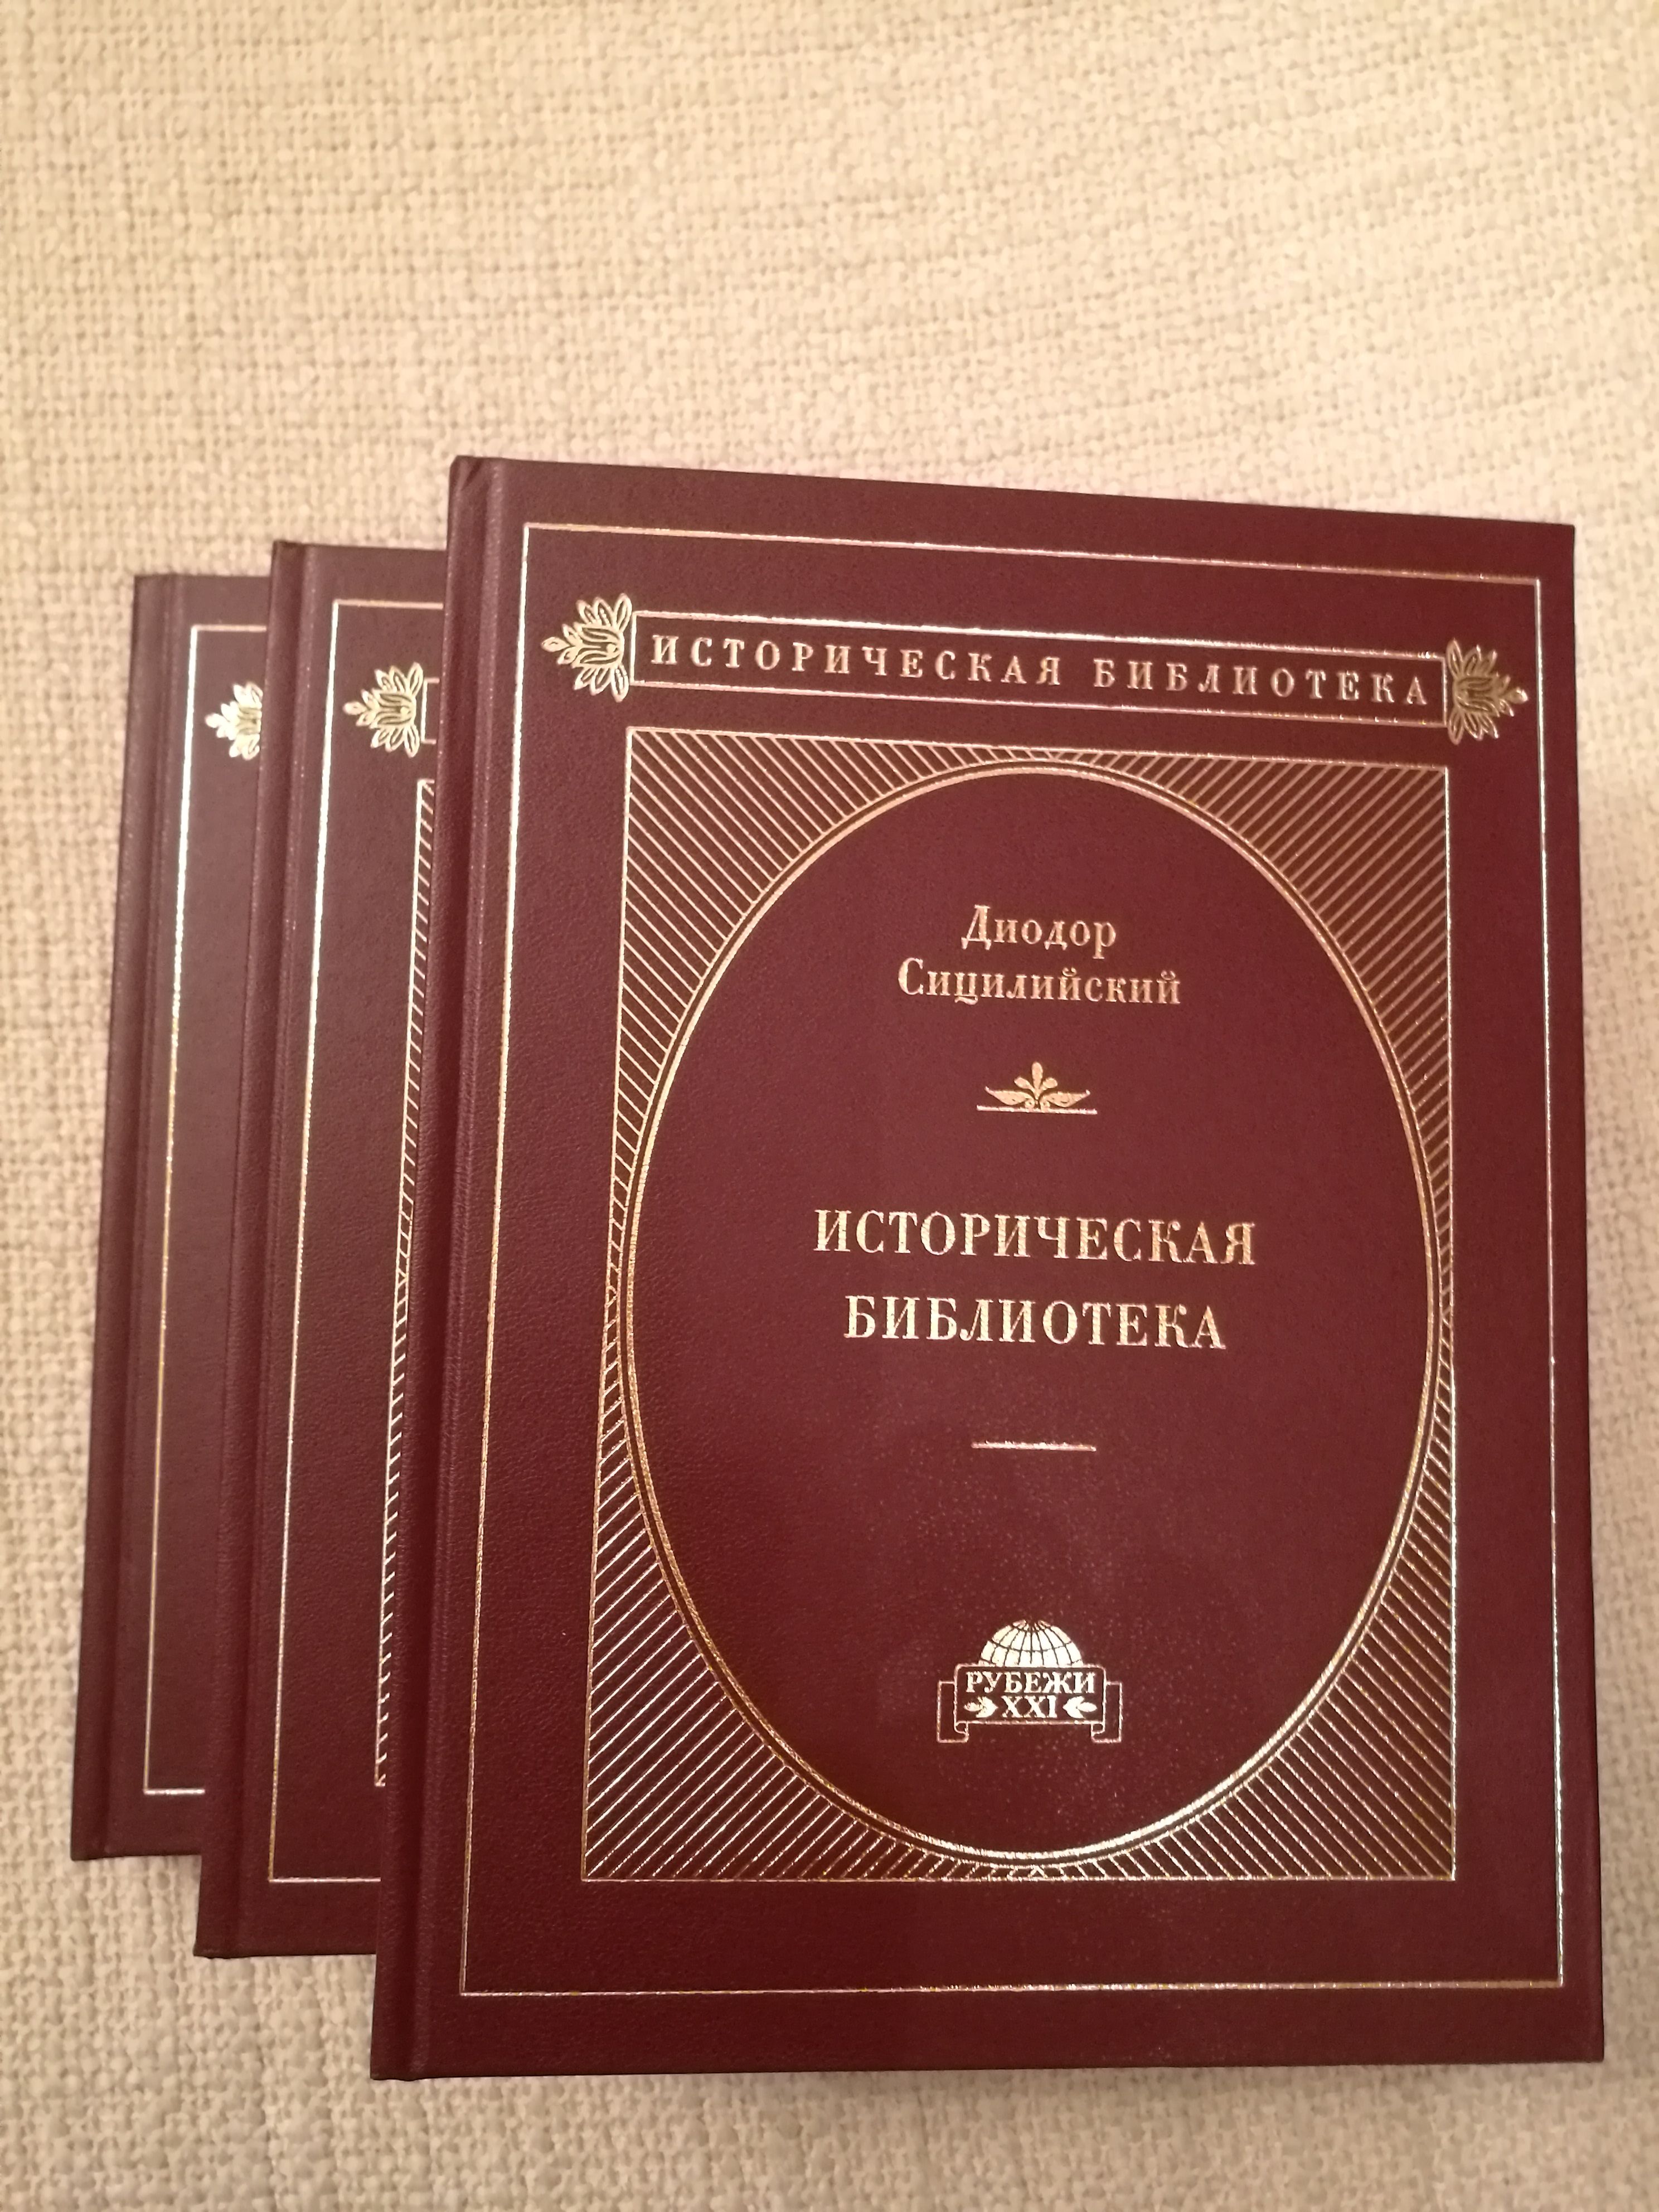 ИСТОРИЧЕСКАЯ БИБЛИОТЕКА
Диодор
Сицилийский
ИСТОРИЧЕСКАЯ
БИБЛИОТЕКА
РУБЕЖИ
XXI